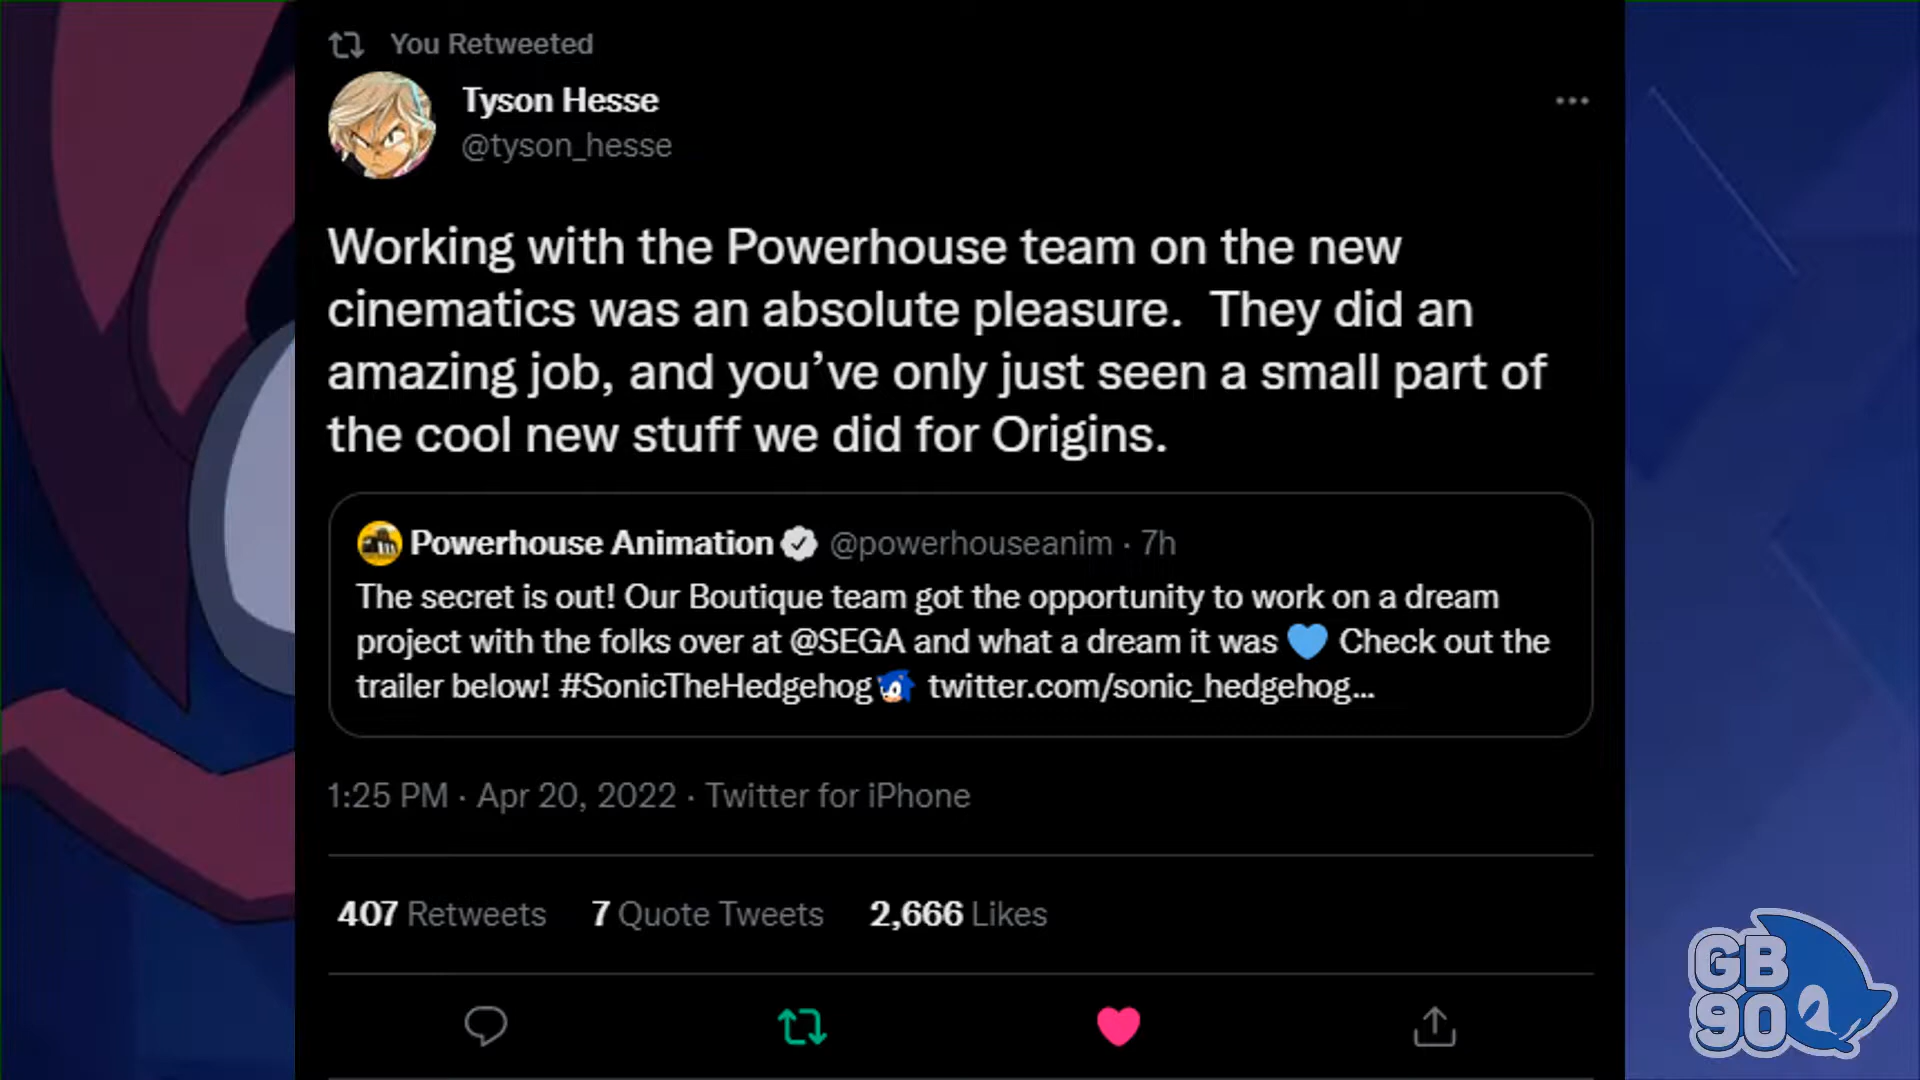 You Retweeted
Tyson Hesse
@tyson_hesse
Working with the Powerhouse team on the new
cinematics was an absolute pleasure.  They did an
amazing job, and you’ve only just seen a small part of
the cool new stuff we did for Origins.
Powerhouse Animation @powerhouseanim · 7h
The secret is out! Our Boutique team got the opportunity to work on a dream
project with the folks over at @SEGA and what a dream it was 💙 Check out the
trailer below! #SonicTheHedgehog twitter.com/sonic_hedgehog…
1:25 PM · Apr 20, 2022 · Twitter for iPhone
407 Retweets 7 Quote Tweets 2,666 Likes
GB
90